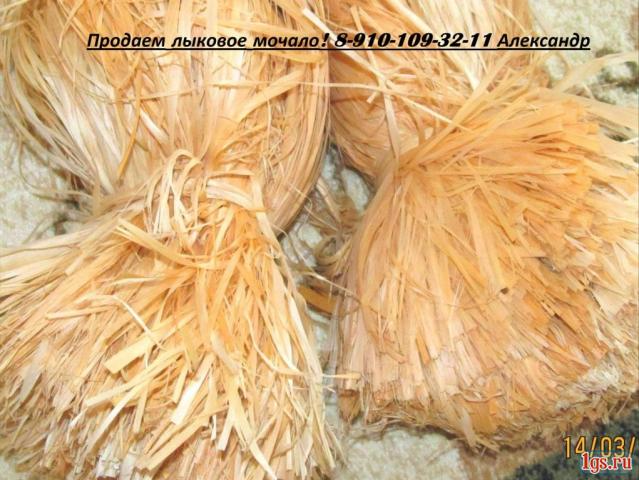 Продаем лыковое мочало! 8-910-109-32-11 Александр
14/03/
1gs.ru